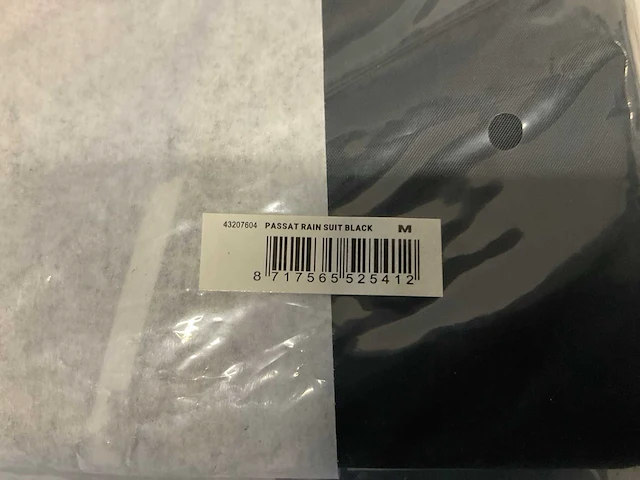 43207604 PASSAT RAIN SUIT BLACK M
8 717565 525412